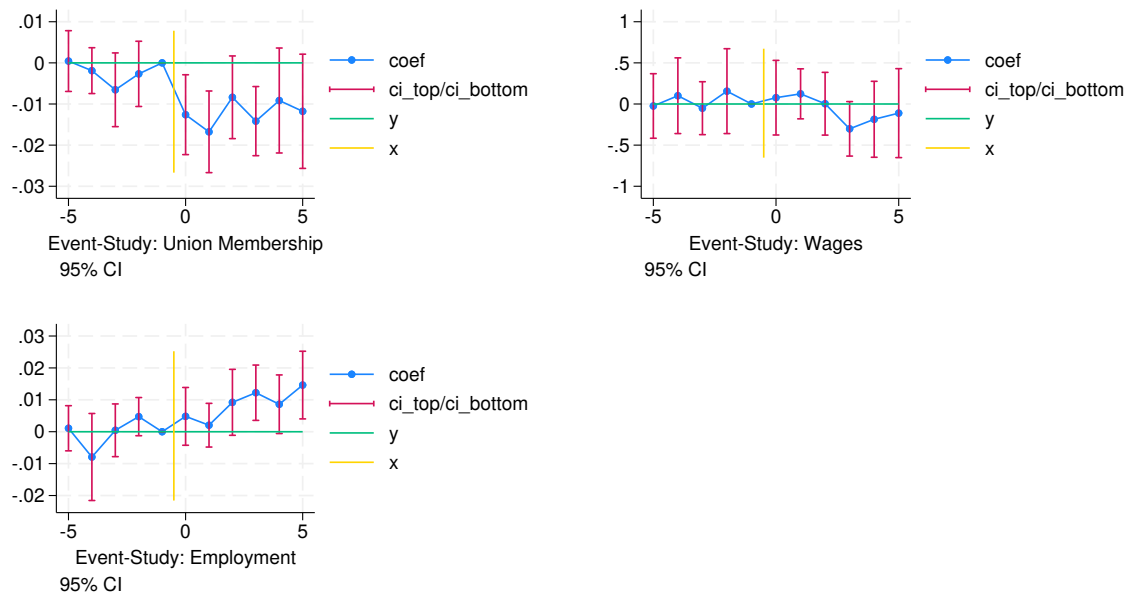 .01
0
-.01
-.02
-.03
-5 0 5
Event-Study: Union Membership
95% CI
coef
ci_top/ci_bottom
y
x
1
.5
0
-.5
-1
-5 0 5
Event-Study: Wages
95% CI
coef
ci_top/ci_bottom
y
x
.03
.02
.01
0
-.01
-.02
-5 0 5
Event-Study: Employment
95% CI
coef
ci_top/ci_bottom
y
x